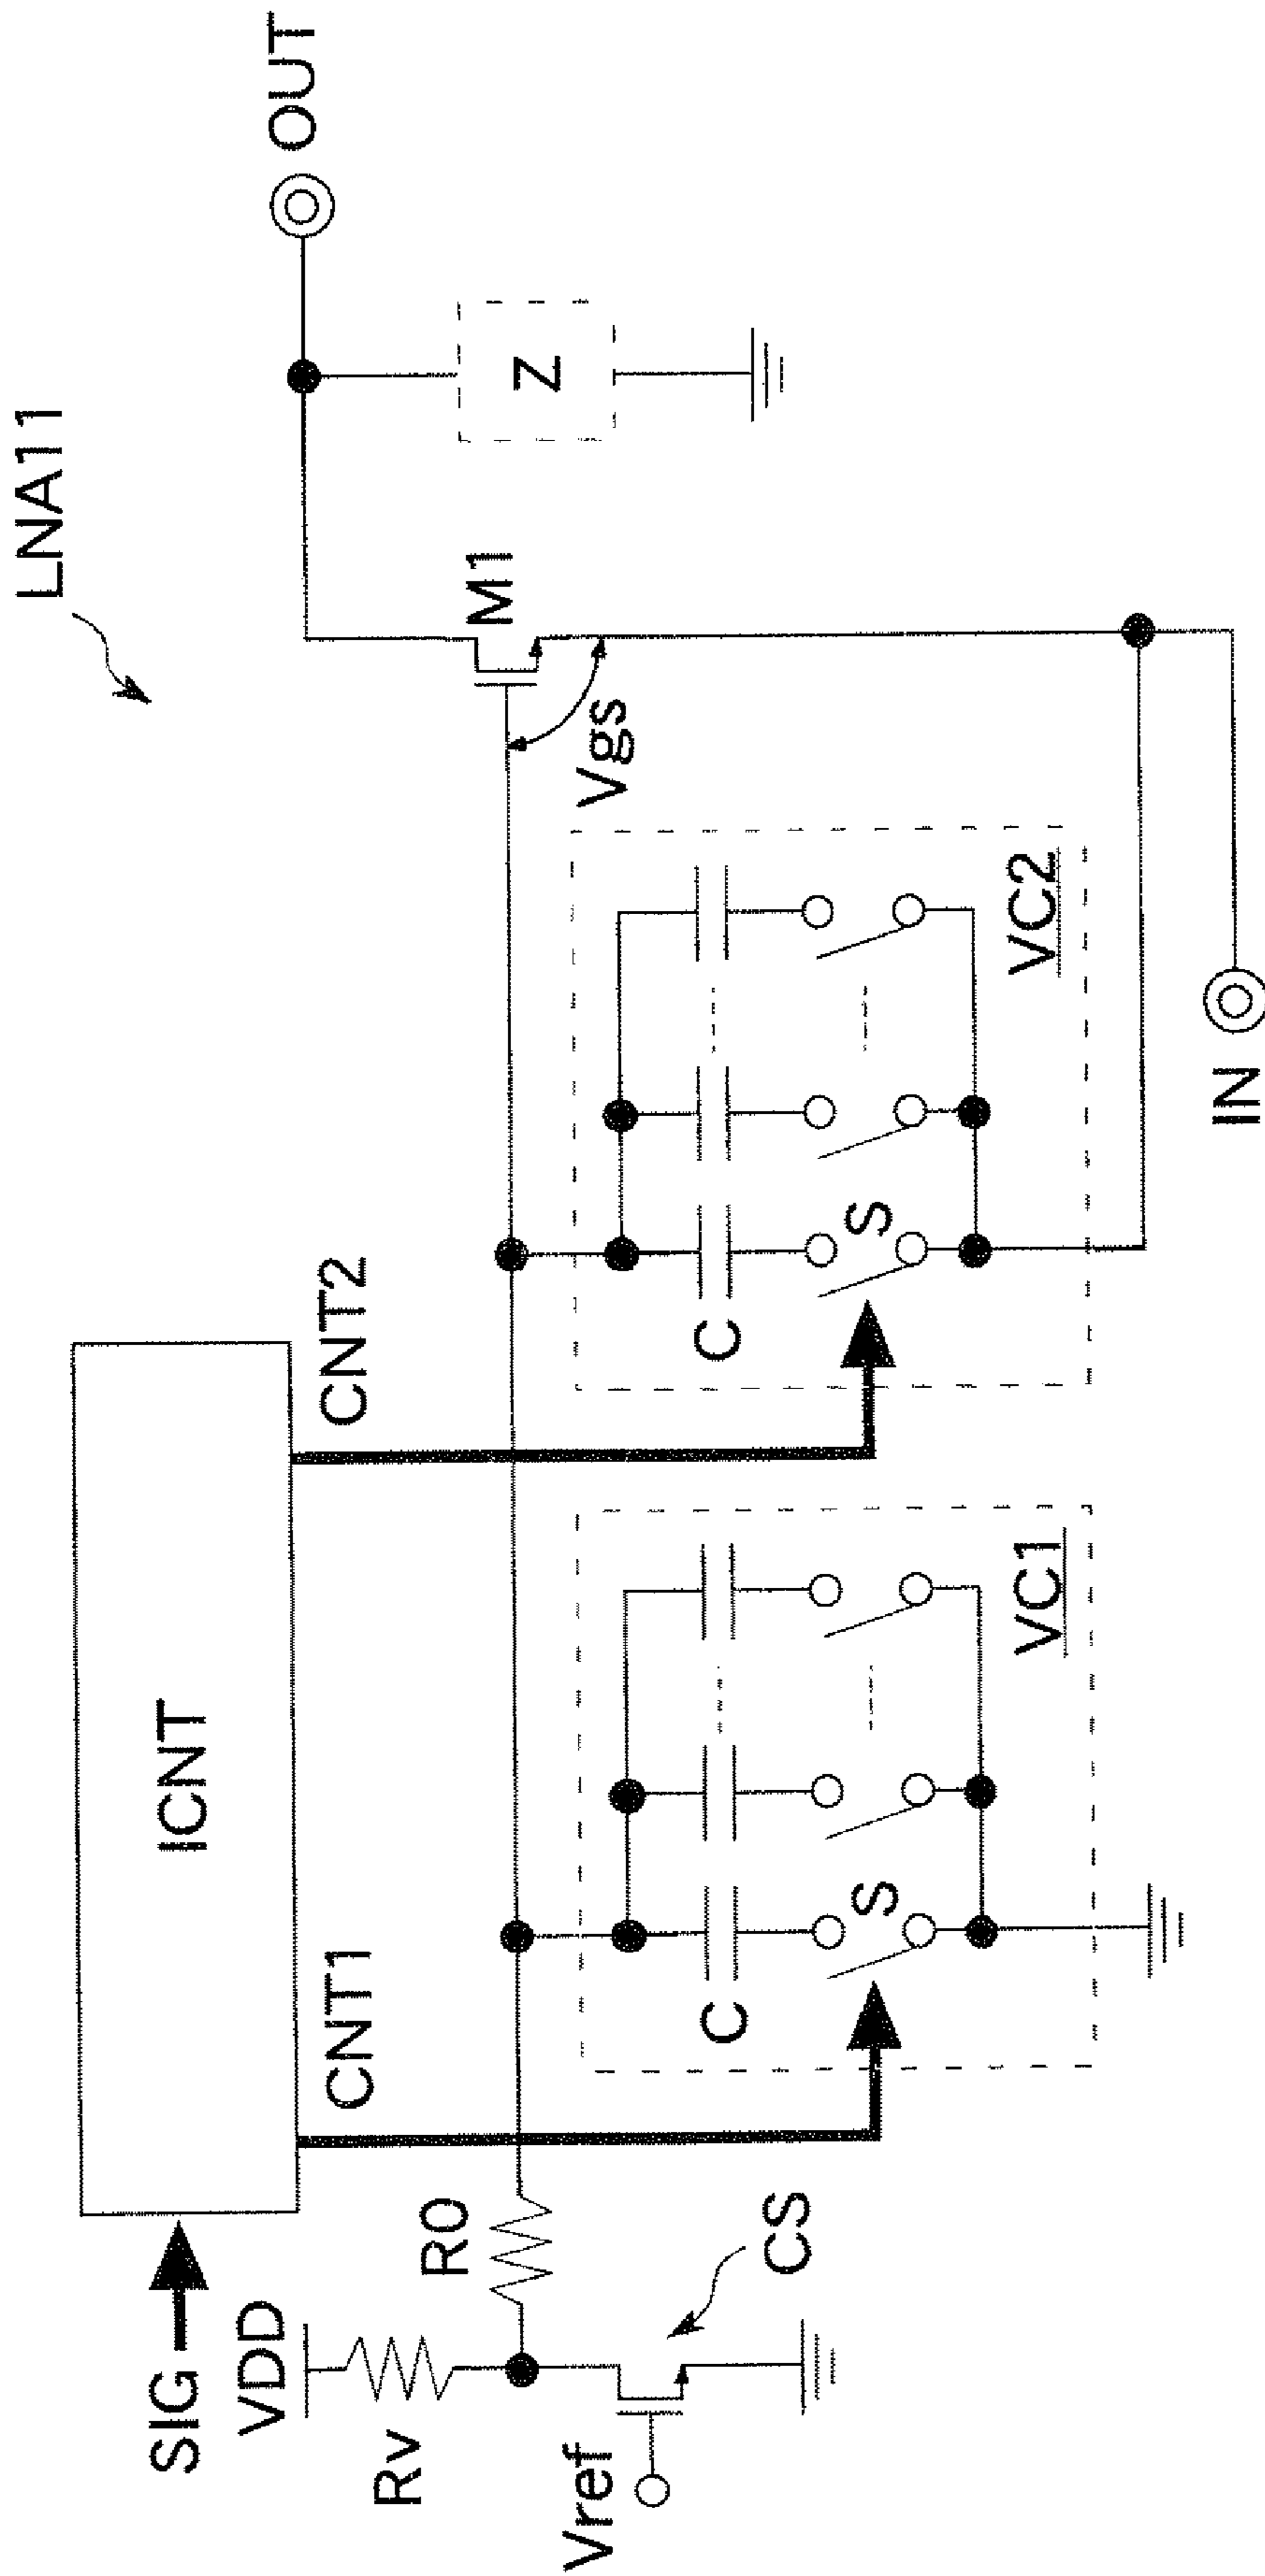 LNA11
SIG
ICNT
VDD
CNT1
CNT2
OUT
Rv
R0
M1
Z
Vref
CS
Vgs
C
S
VC1
C
S
VC2
IN